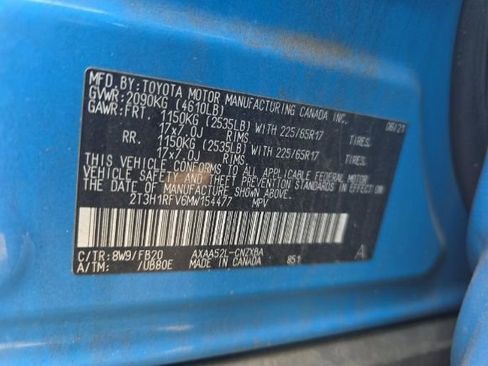 MFD. BY: TOYOTA MOTOR MANUFACTURING CANADA INC. 06/21
GVWR: 2090KG (4610LB)
GAWR: FRT. 1150KG (2535LB) WITH 225/65R17 TIRES.
17x7.0J RIMS
RR. 1150KG (2535LB) WITH 225/65R17 TIRES.
17x7.0J RIMS.
THIS VEHICLE CONFORMS TO ALL APPLICABLE FEDERAL MOTOR
VEHICLE SAFETY AND THEFT PREVENTION STANDARDS IN EFFECT
ON THE DATE OF MANUFACTURE SHOWN ABOVE.
2T3H1RFV6MW154477 MPV
C/TR: 8W9/FB20 AXAA52L-CNZXBA A
A/TM: /UB80E MADE IN CANADA 851